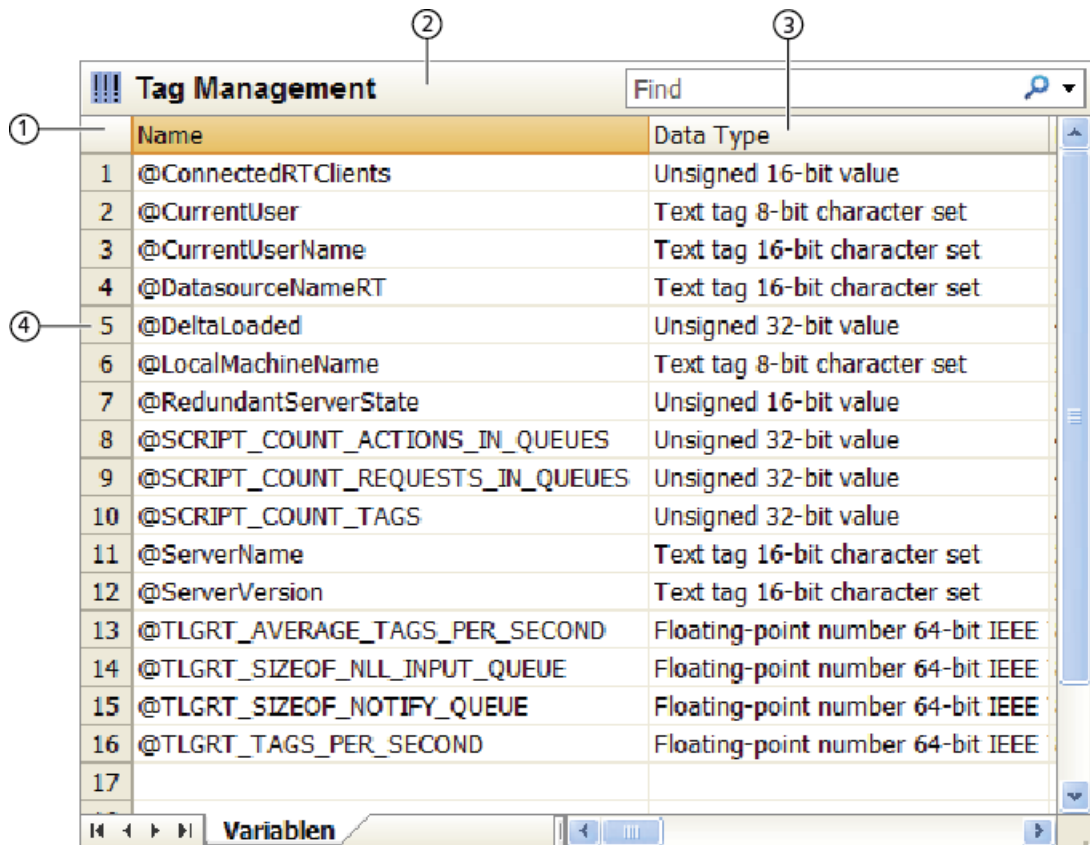 ② ③
Tag Management Find
① Name Data Type
1 @ConnectedRTClients Unsigned 16-bit value
2 @CurrentUser Text tag 8-bit character set
3 @CurrentUserName Text tag 16-bit character set
4 @DatasourceNameRT Text tag 16-bit character set
④ 5 @DeltaLoaded Unsigned 32-bit value
6 @LocalMachineName Text tag 8-bit character set
7 @RedundantServerState Unsigned 16-bit value
8 @SCRIPT_COUNT_ACTIONS_IN_QUEUES Unsigned 32-bit value
9 @SCRIPT_COUNT_REQUESTS_IN_QUEUES Unsigned 32-bit value
10 @SCRIPT_COUNT_TAGS Unsigned 32-bit value
11 @ServerName Text tag 16-bit character set
12 @ServerVersion Text tag 16-bit character set
13 @TLGRT_AVERAGE_TAGS_PER_SECOND Floating-point number 64-bit IEEE
14 @TLGRT_SIZEOF_NLL_INPUT_QUEUE Floating-point number 64-bit IEEE
15 @TLGRT_SIZEOF_NOTIFY_QUEUE Floating-point number 64-bit IEEE
16 @TLGRT_TAGS_PER_SECOND Floating-point number 64-bit IEEE
17
Variablen